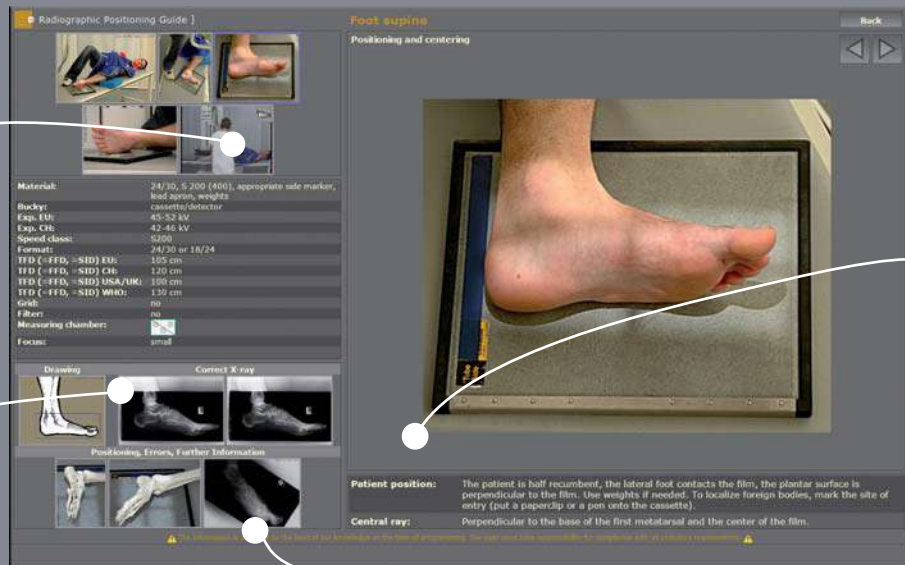 Radiographic Positioning Guide ]
Foot supine
Back
Positioning and centering
Material: 24/30, S 200 (400), appropriate side marker,
lead apron, weights
Bucky: cassette/detector
Exp. EU: 45-52 kV
Exp. CH: 42-46 kV
Speed class: S200
Format: 24/30 or 18/24
TFD (=FFD, =SID) EU: 105 cm
TFD (=FFD, =SID) CH: 120 cm
TFD (=FFD, =SID) USA/UK: 100 cm
TFD (=FFD, =SID) WHO: 130 cm
Grid: no
Filter: no
Measuring chamber:
Focus: small
Drawing Correct X-ray
Positioning, Errors, Further Information
Patient position: The patient is half recumbent, the lateral foot contacts the film, the plantar surface is
perpendicular to the film. Use weights if needed. To localize foreign bodies, mark the site of
entry (put a paperclip or a pen onto the cassette).
Central ray: Perpendicular to the base of the first metatarsal and the center of the film.